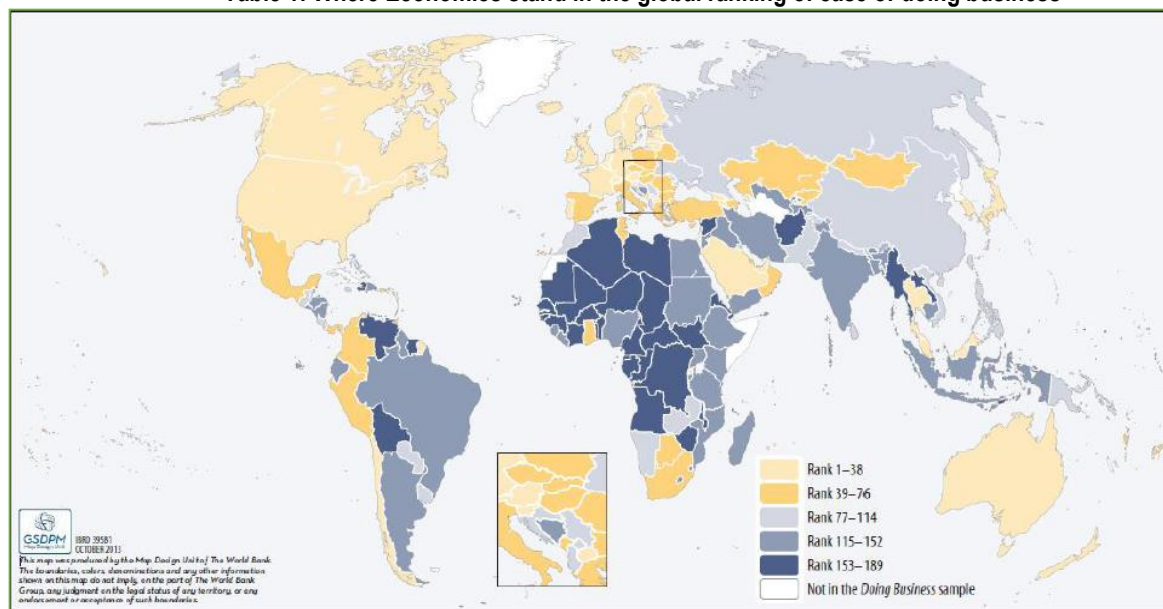 Table 1: Where Economies stand in the global ranking of ease of doing business
Rank 1–38
Rank 39–76
Rank 77–114
Rank 115–152
Rank 153–189
Not in the Doing Business sample
GSDPM
Map Design Unit
IBRD 39581
OCTOBER 2013
This map was produced by the Map Design Unit of The World Bank.
The boundaries, colors, denominations and any other information
shown on this map do not imply, on the part of The World Bank
Group, any judgment on the legal status of any territory, or any
endorsement or acceptance of such boundaries.